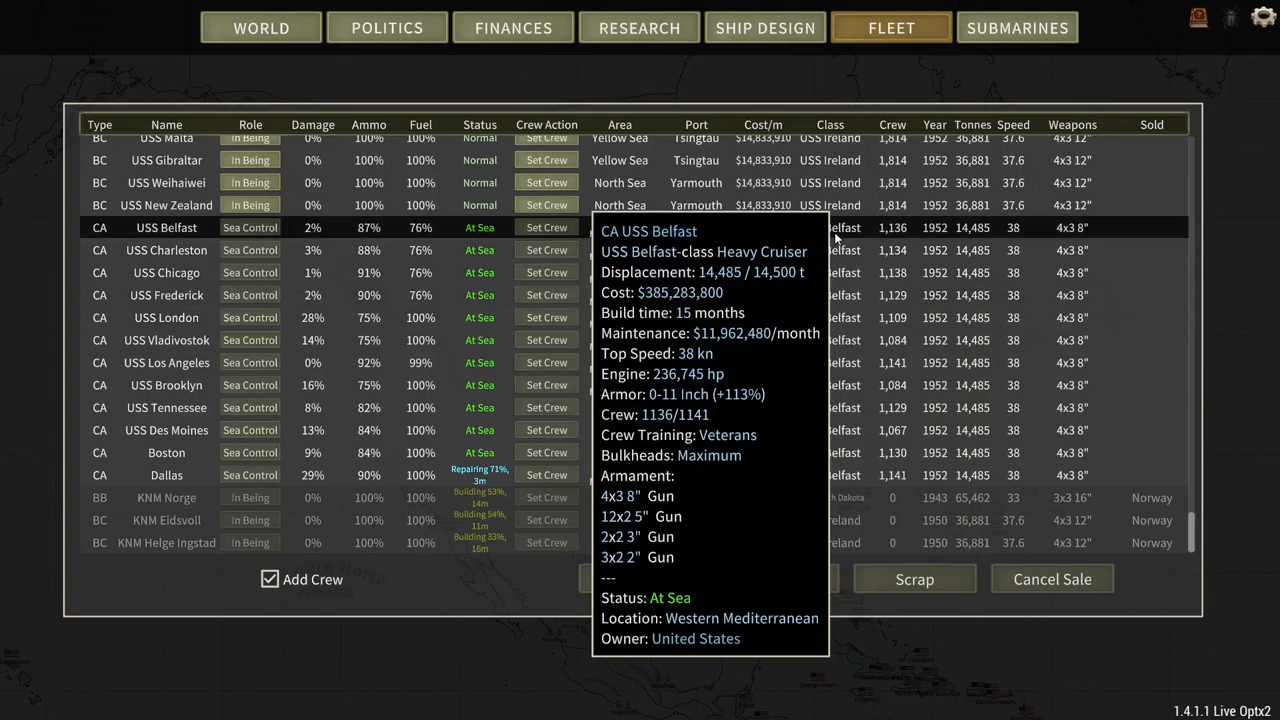 WORLD POLITICS FINANCES RESEARCH SHIP DESIGN FLEET SUBMARINES
Type Name Role Damage Ammo Fuel Status Crew Action Area Port Cost/m Class Crew Year Tonnes Speed Weapons Sold
BC USS Malta In Being 0% 100% 100% Normal Set Crew Yellow Sea Tsingtau $14,833,910 USS Ireland 1,814 1952 36,881 37.6 4x3 12"
BC USS Gibraltar In Being 0% 100% 100% Normal Set Crew Yellow Sea Tsingtau $14,833,910 USS Ireland 1,814 1952 36,881 37.6 4x3 12"
BC USS Weihaiwei In Being 0% 100% 100% Normal Set Crew North Sea Yarmouth $14,833,910 USS Ireland 1,814 1952 36,881 37.6 4x3 12"
BC USS New Zealand In Being 0% 100% 100% Normal Set Crew North Sea Yarmouth $14,833,910 USS Ireland 1,814 1952 36,881 37.6 4x3 12"
CA USS Belfast Sea Control 2% 87% 76% At Sea Set Crew elfast 1,136 1952 14,485 38 4x3 8"
CA USS Charleston Sea Control 3% 88% 76% At Sea Set Crew elfast 1,134 1952 14,485 38 4x3 8"
CA USS Chicago Sea Control 1% 91% 76% At Sea Set Crew elfast 1,138 1952 14,485 38 4x3 8"
CA USS Frederick Sea Control 2% 90% 76% At Sea Set Crew elfast 1,129 1952 14,485 38 4x3 8"
CA USS London Sea Control 28% 75% 100% At Sea Set Crew elfast 1,109 1952 14,485 38 4x3 8"
CA USS Vladivostok Sea Control 14% 75% 100% At Sea Set Crew elfast 1,084 1952 14,485 38 4x3 8"
CA USS Los Angeles Sea Control 0% 92% 99% At Sea Set Crew elfast 1,141 1952 14,485 38 4x3 8"
CA USS Brooklyn Sea Control 16% 75% 100% At Sea Set Crew elfast 1,084 1952 14,485 38 4x3 8"
CA USS Tennessee Sea Control 8% 82% 100% At Sea Set Crew elfast 1,129 1952 14,485 38 4x3 8"
CA USS Des Moines Sea Control 13% 84% 100% At Sea Set Crew elfast 1,067 1952 14,485 38 4x3 8"
CA Boston Sea Control 9% 84% 100% At Sea Set Crew elfast 1,130 1952 14,485 38 4x3 8"
CA Dallas Sea Control 29% 90% 100% Repairing 71%, 3m Set Crew elfast 1,141 1952 14,485 38 4x3 8"
BB KNM Norge In Being 0% 100% 100% Building 53%, 14m Set Crew h Dakota 0 1943 65,462 33 3x3 16" Norway
BC KNM Eidsvoll In Being 0% 100% 100% Building 54%, 11m Set Crew eland 0 1950 36,881 37.6 4x3 12" Norway
BC KNM Helge Ingstad In Being 0% 100% 100% Building 33%, 16m Set Crew eland 0 1950 36,881 37.6 4x3 12" Norway
CA USS Belfast
USS Belfast-class Heavy Cruiser
Displacement: 14,485 / 14,500 t
Cost: $385,283,800
Build time: 15 months
Maintenance: $11,962,480/month
Top Speed: 38 kn
Engine: 236,745 hp
Armor: 0-11 Inch (+113%)
Crew: 1136/1141
Crew Training: Veterans
Bulkheads: Maximum
Armament:
4x3 8" Gun
12x2 5" Gun
2x2 3" Gun
3x2 2" Gun
---
Status: At Sea
Location: Western Mediterranean
Owner: United States
Add Crew Scrap Cancel Sale
1.4.1.1 Live Optx2